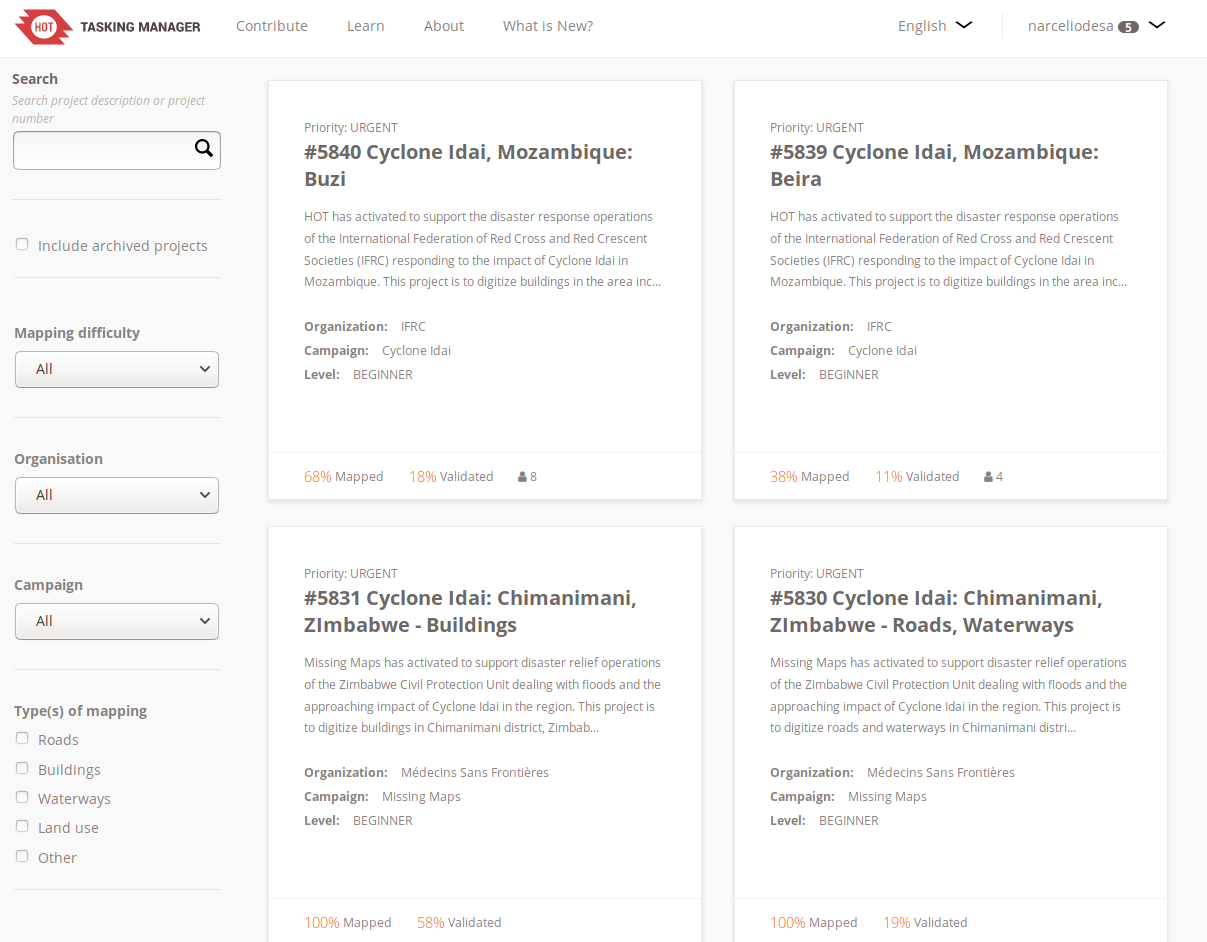 HOT TASKING MANAGER Contribute Learn About What is New? English narceliodesa 5
Search
Search project description or project
number
Include archived projects
Mapping difficulty
All
Organisation
All
Campaign
All
Type(s) of mapping
Roads
Buildings
Waterways
Land use
Other
Priority: URGENT
#5840 Cyclone Idai, Mozambique:
Buzi
HOT has activated to support the disaster response operations
of the International Federation of Red Cross and Red Crescent
Societies (IFRC) responding to the impact of Cyclone Idai in
Mozambique. This project is to digitize buildings in the area inc...
Organization: IFRC
Campaign: Cyclone Idai
Level: BEGINNER
68% Mapped 18% Validated 8
Priority: URGENT
#5839 Cyclone Idai, Mozambique:
Beira
HOT has activated to support the disaster response operations
of the International Federation of Red Cross and Red Crescent
Societies (IFRC) responding to the impact of Cyclone Idai in
Mozambique. This project is to digitize buildings in the area inc...
Organization: IFRC
Campaign: Cyclone Idai
Level: BEGINNER
38% Mapped 11% Validated 4
Priority: URGENT
#5831 Cyclone Idai: Chimanimani,
ZImbabwe - Buildings
Missing Maps has activated to support disaster relief operations
of the Zimbabwe Civil Protection Unit dealing with floods and the
approaching impact of Cyclone Idai in the region. This project is
to digitize buildings in Chimanimani district, Zimbab...
Organization: Médecins Sans Frontières
Campaign: Missing Maps
Level: BEGINNER
100% Mapped 58% Validated
Priority: URGENT
#5830 Cyclone Idai: Chimanimani,
ZImbabwe - Roads, Waterways
Missing Maps has activated to support disaster relief operations
of the Zimbabwe Civil Protection Unit dealing with floods and the
approaching impact of Cyclone Idai in the region. This project is
to digitize roads and waterways in Chimanimani distri...
Organization: Médecins Sans Frontières
Campaign: Missing Maps
Level: BEGINNER
100% Mapped 19% Validated